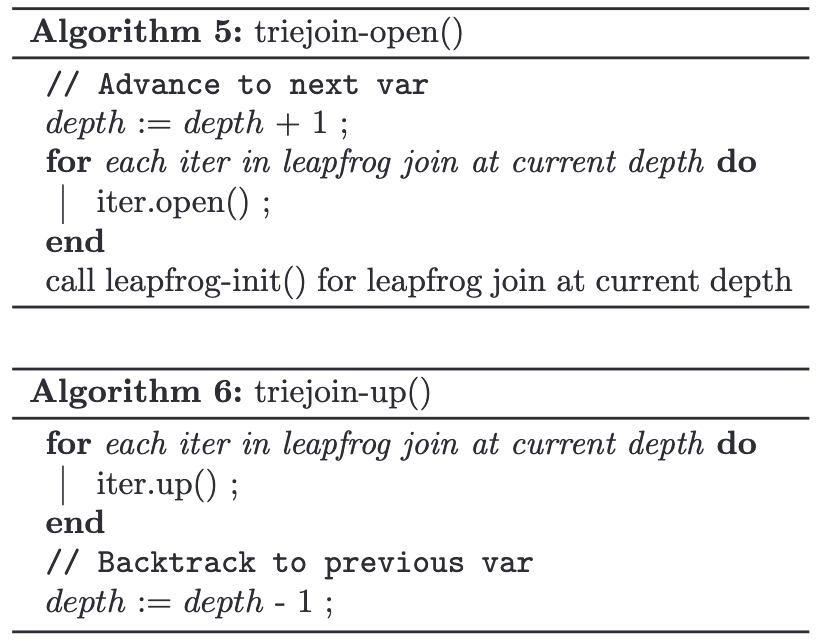 Algorithm 5: triejoin-open()
// Advance to next var
depth := depth + 1 ;
for each iter in leapfrog join at current depth do
iter.open() ;
end
call leapfrog-init() for leapfrog join at current depth
Algorithm 6: triejoin-up()
for each iter in leapfrog join at current depth do
iter.up() ;
end
// Backtrack to previous var
depth := depth - 1 ;